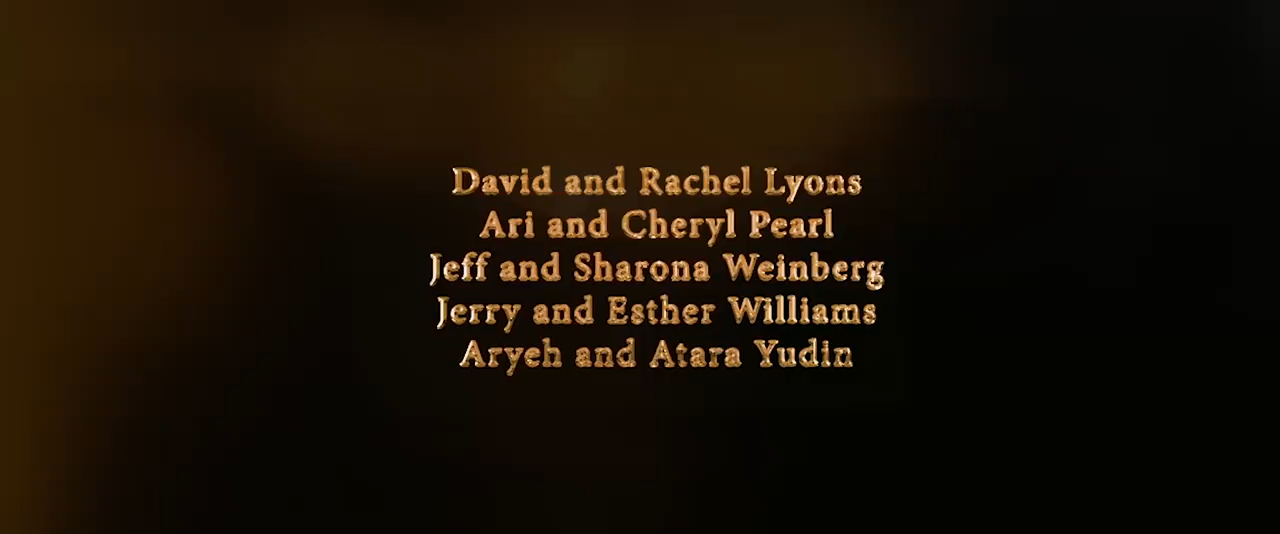 David and Rachel Lyons
Ari and Cheryl Pearl
Jeff and Sharona Weinberg
Jerry and Esther Williams
Aryeh and Atara Yudin